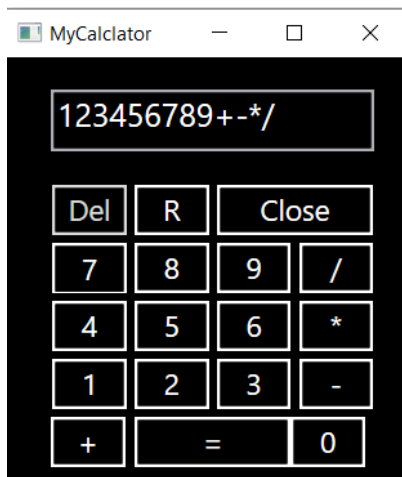 MyCalclator
123456789+-*/
Del R Close
7 8 9 /
4 5 6 *
1 2 3 -
+ = 0